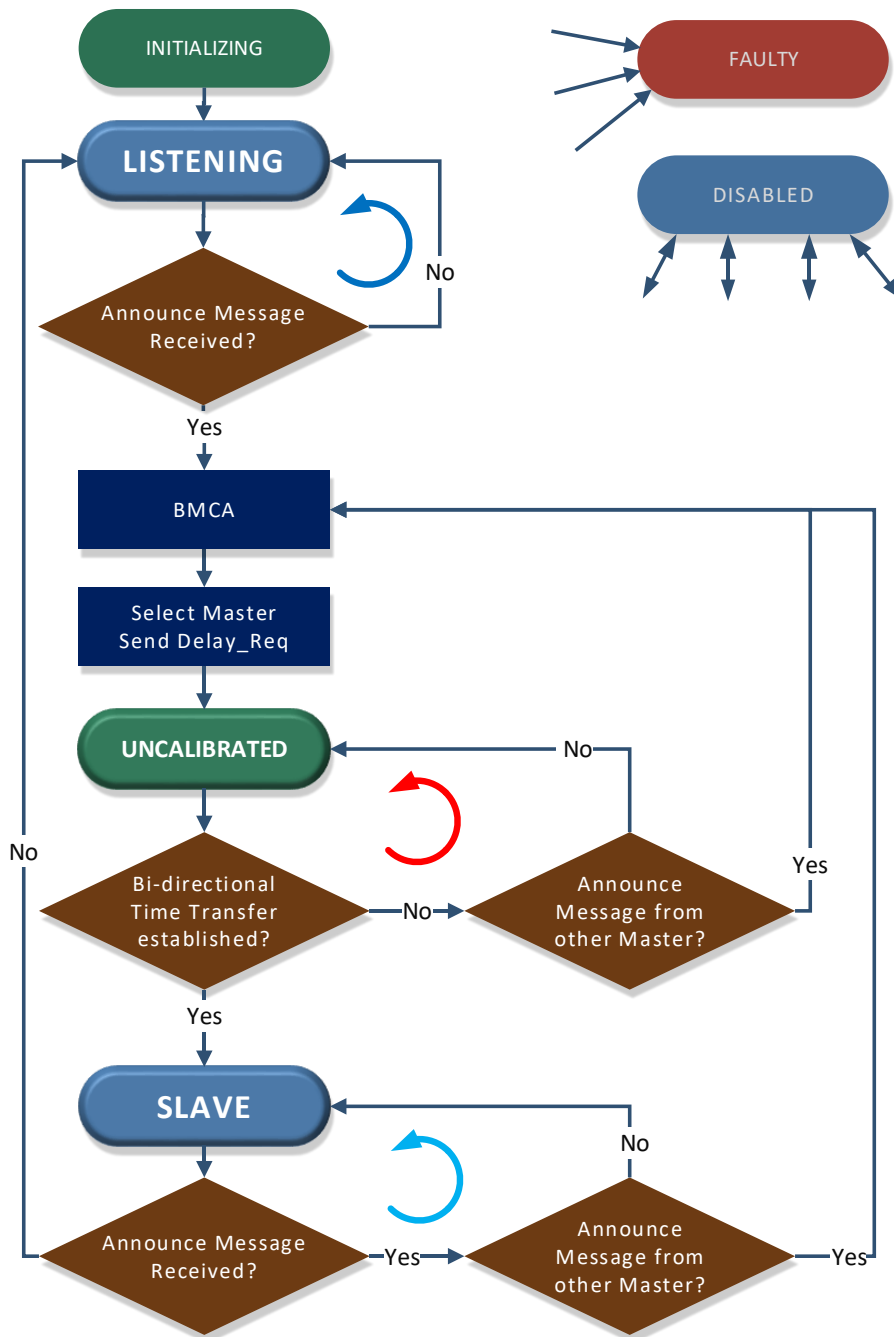 INITIALIZING
FAULTY
LISTENING
DISABLED
No
Announce Message
Received?
Yes
BMCA
Select Master
Send Delay_Req
UNCALIBRATED
No
No
Bi-directional
Time Transfer
established?
No
Announce
Message from
other Master?
Yes
Yes
SLAVE
No
Announce Message
Received?
Yes
Announce
Message from
other Master?
Yes